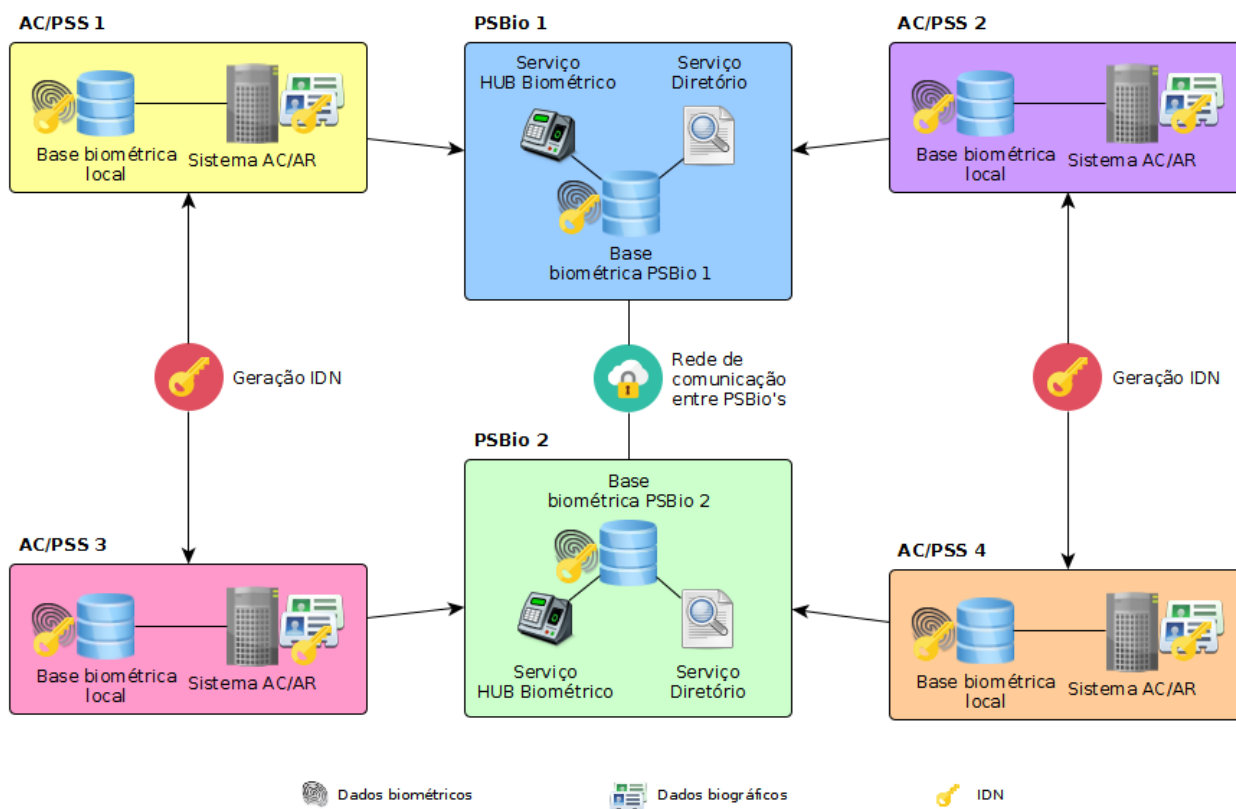 AC/PSS 1
Base biométrica
local
Sistema AC/AR
PSBio 1
Serviço
HUB Biométrico
Serviço
Diretório
Base
biométrica PSBio 1
AC/PSS 2
Base biométrica
local
Sistema AC/AR
Geração IDN
Rede de
comunicação
entre PSBio's
Geração IDN
AC/PSS 3
Base biométrica
local
Sistema AC/AR
PSBio 2
Base
biométrica PSBio 2
Serviço
HUB Biométrico
Serviço
Diretório
AC/PSS 4
Base biométrica
local
Sistema AC/AR
Dados biométricos
Dados biográficos
IDN